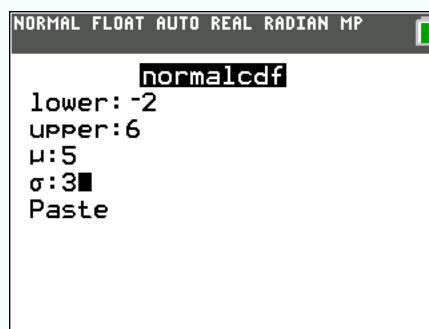 NORMAL FLOAT AUTO REAL RADIAN MP
normalcdf
lower:⁻2
upper:6
μ:5
σ:3
Paste